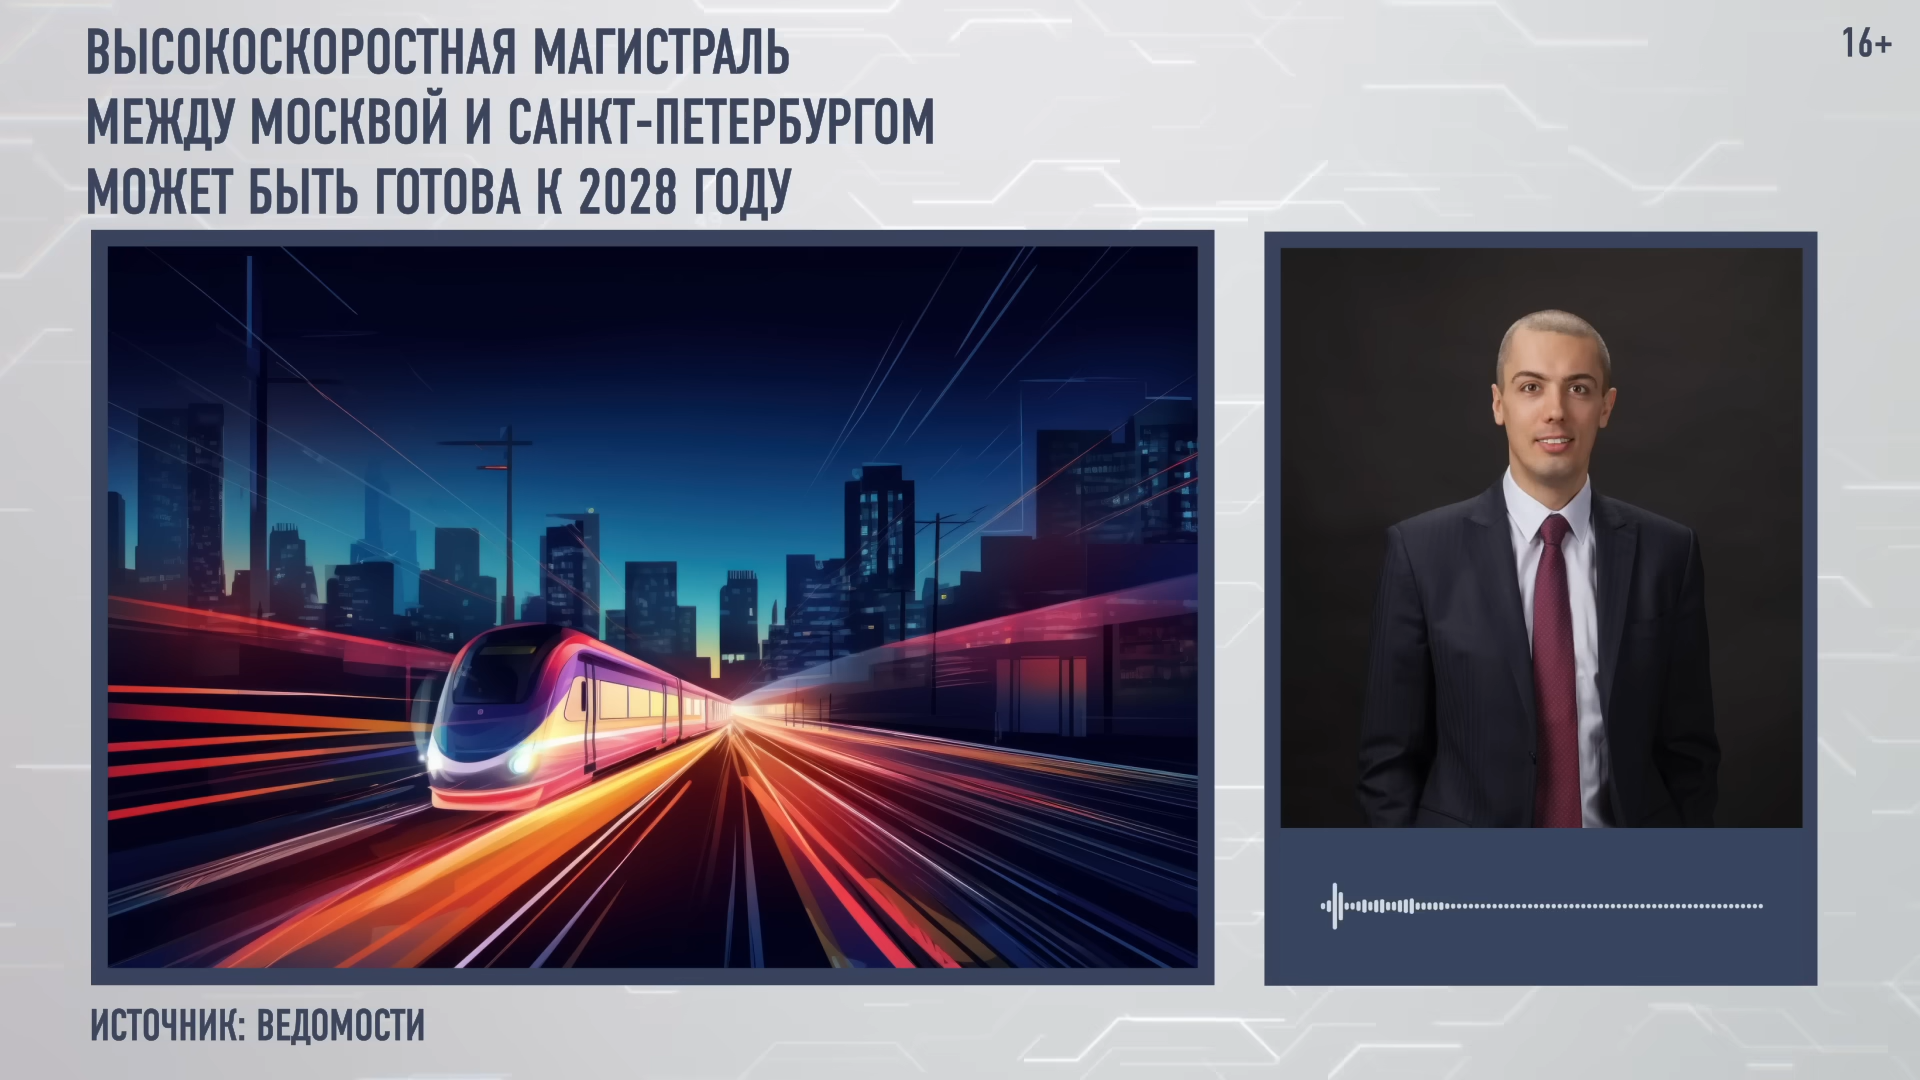 ВЫСОКОСКОРОСТНАЯ МАГИСТРАЛЬ
МЕЖДУ МОСКВОЙ И САНКТ-ПЕТЕРБУРГОМ
МОЖЕТ БЫТЬ ГОТОВА К 2028 ГОДУ
16+
ИСТОЧНИК: ВЕДОМОСТИ